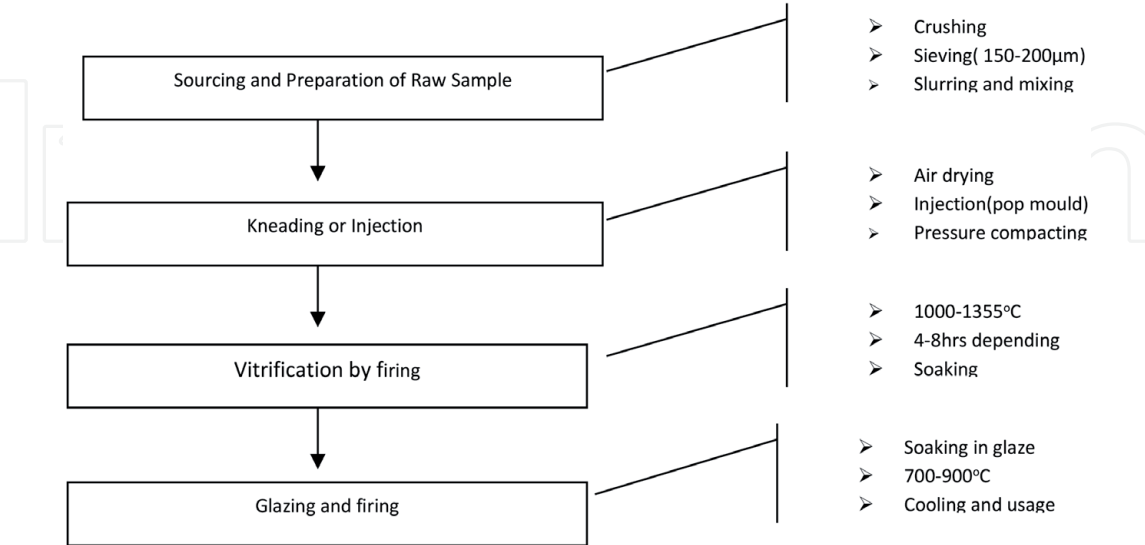 Sourcing and Preparation of Raw Sample
➢ Crushing
➢ Sieving( 150-200µm)
➢ Slurring and mixing
Kneading or Injection
➢ Air drying
➢ Injection(pop mould)
➢ Pressure compacting
Vitrification by firing
➢ 1000-1355°C
➢ 4-8hrs depending
➢ Soaking
Glazing and firing
➢ Soaking in glaze
➢ 700-900°C
➢ Cooling and usage